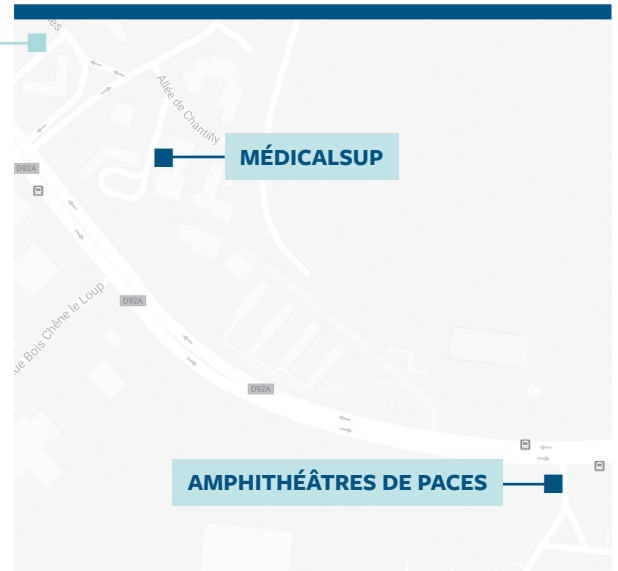 Allée de Chantilly
MÉDICALSUP
D92A
D92A
ue Bois Chêne le Loup
D92A
AMPHITHÉÂTRES DE PACES